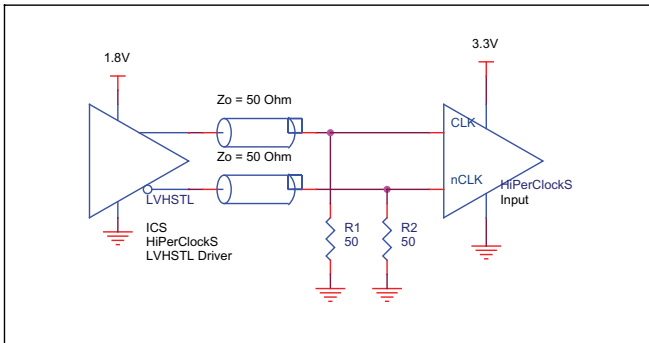 1.8V
3.3V
Zo = 50 Ohm
CLK
Zo = 50 Ohm
nCLK
HiPerClockS
Input
LVHSTL
ICS
HiPerClockS
LVHSTL Driver
R1
50
R2
50